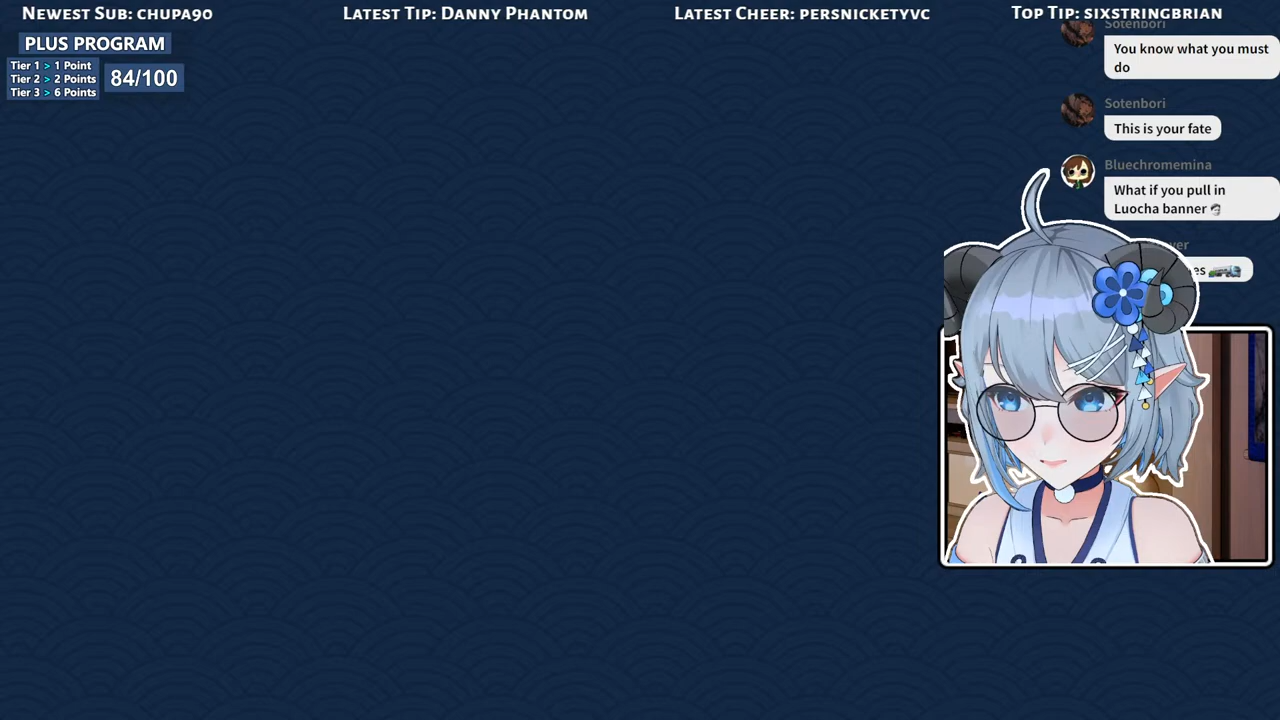 Newest Sub: chupa90
Latest Tip: Danny Phantom
Latest Cheer: persnicketyvc
Top Tip: sixstringbrian
PLUS PROGRAM
Tier 1 > 1 Point
Tier 2 > 2 Points
Tier 3 > 6 Points
84/100
Sotenbori
You know what you must
do
Sotenbori
This is your fate
Bluechromemina
What if you pull in
Luocha banner